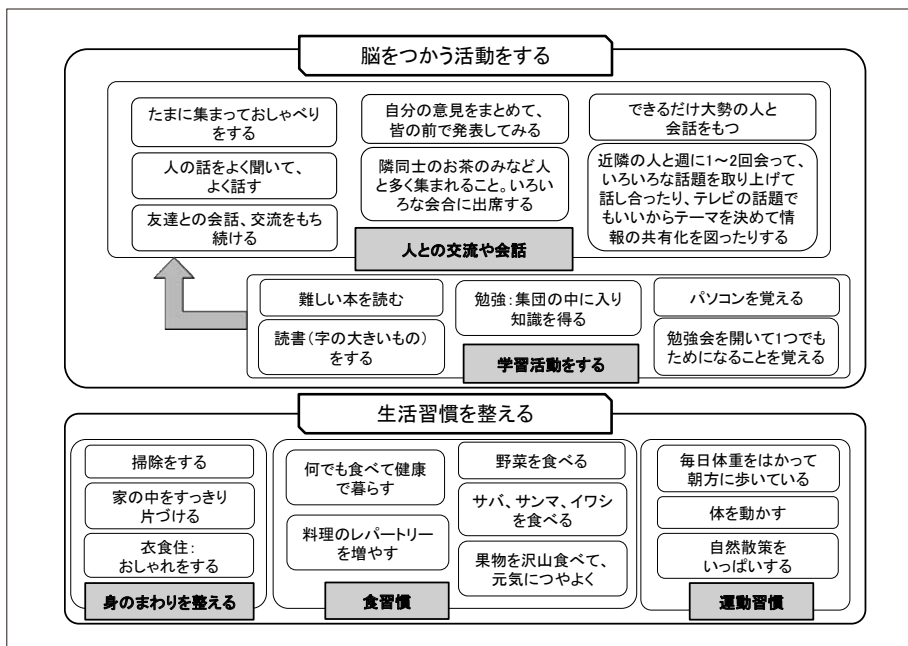 脳をつかう活動をする
たまに集まっておしゃべり
をする
人の話をよく聞いて、
よく話す
友達との会話、交流をもち
続ける
自分の意見をまとめて、
皆の前で発表してみる
隣同士のお茶のみなど人
と多く集まれること。いろい
ろな会合に出席する
できるだけ大勢の人と
会話をもつ
近隣の人と週に1～2回会って、
いろいろな話題を取り上げて
話し合ったり、テレビの話題で
もいいからテーマを決めて情
報の共有化を図ったりする
人との交流や会話
難しい本を読む
読書（字の大きいもの）
をする
勉強：集団の中に入り
知識を得る
パソコンを覚える
勉強会を開いて1つでも
ためになることを覚える
学習活動をする
生活習慣を整える
掃除をする
家の中をすっきり
片づける
衣食住：
おしゃれをする
身のまわりを整える
何でも食べて健康
で暮らす
料理のレパートリー
を増やす
野菜を食べる
サバ、サンマ、イワシ
を食べる
果物を沢山食べて、
元気につやよく
食習慣
毎日体重をはかって
朝方に歩いている
体を動かす
自然散策を
いっぱいする
運動習慣